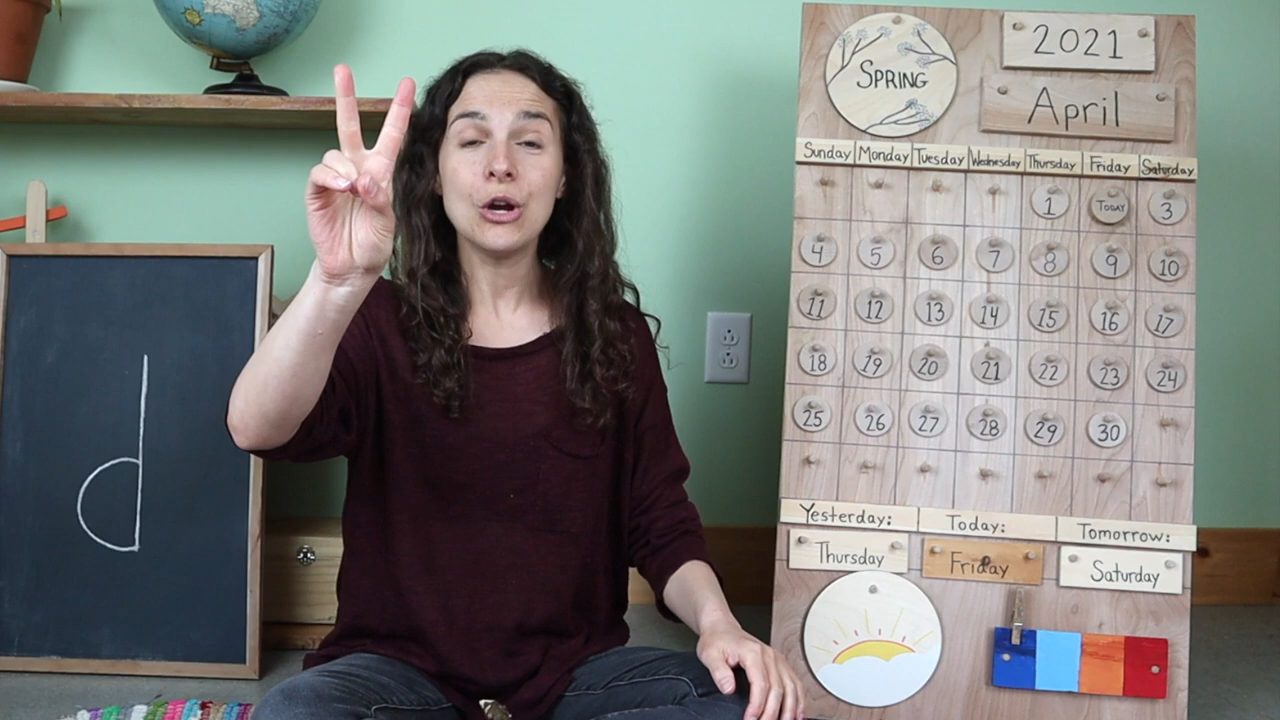 d
SPRING
2021
April
Sunday Monday Tuesday Wednesday Thursday Friday Saturday
1 TODAY 3
4 5 6 7 8 9 10
11 12 13 14 15 16 17
18 19 20 21 22 23 24
25 26 27 28 29 30
Yesterday: Today: Tomorrow:
Thursday Friday Saturday